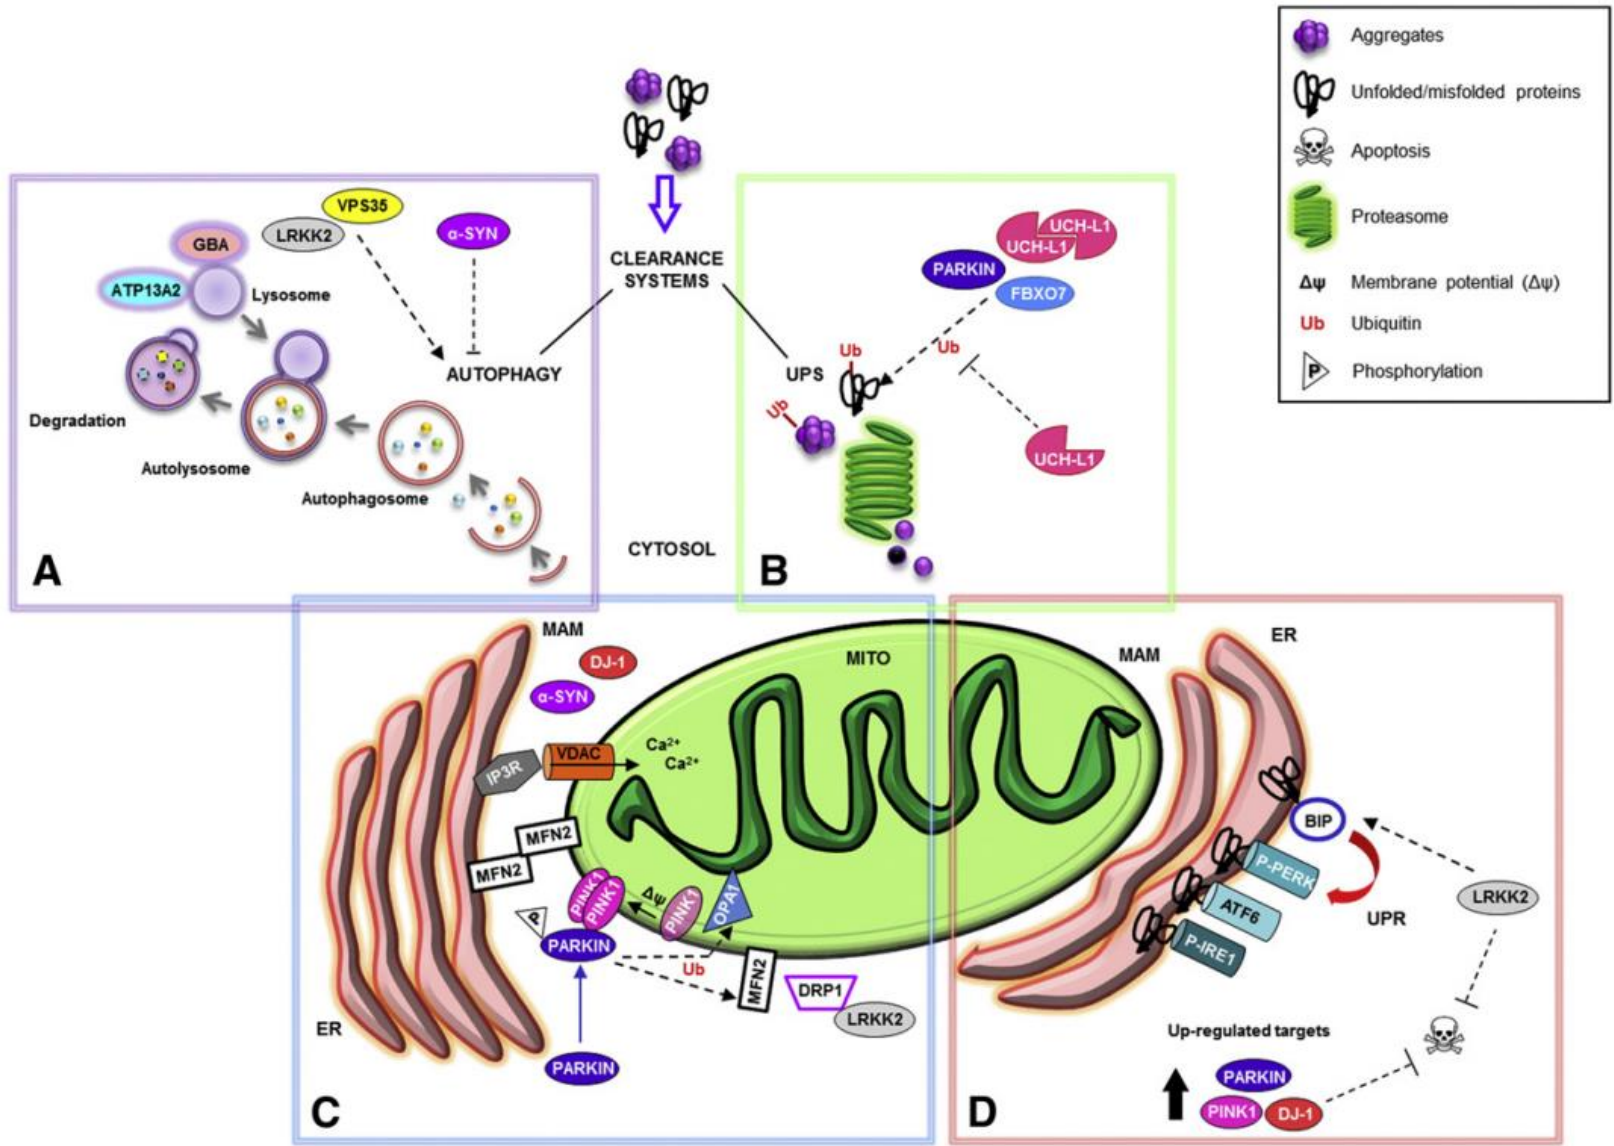 Aggregates
Unfolded/misfolded proteins
Apoptosis
Proteasome
Δψ Membrane potential (Δψ)
Ub Ubiquitin
P Phosphorylation
CLEARANCE
SYSTEMS
VPS35
LRKK2
α-SYN
GBA
ATP13A2
Lysosome
AUTOPHAGY
Degradation
Autolysosome
Autophagosome
A
CYTOSOL
UCH-L1
UCH-L1
PARKIN
FBXO7
Ub
Ub
UPS
Ub
UCH-L1
B
MAM
DJ-1
α-SYN
MITO
IP3R
VDAC
Ca²⁺
Ca²⁺
MFN2
MFN2
PINK1
PINK1
Δψ
PINK1
OPA1
P
PARKIN
Ub
MFN2
DRP1
LRKK2
ER
PARKIN
C
MAM
ER
BIP
P-PERK
ATF6
P-IRE1
UPR
LRKK2
Up-regulated targets
PARKIN
PINK1
DJ-1
D